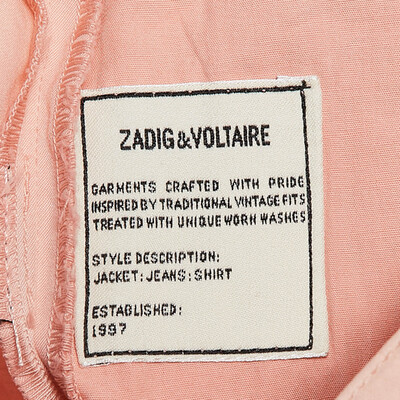 ZADIG&VOLTAIRE
GARMENTS CRAFTED WITH PRIDE
INSPIRED BY TRADITIONAL VINTAGE FITS
TREATED WITH UNIQUE WORN WASHES
STYLE DESCRIPTION:
JACKET:JEANS:SHIRT
ESTABLISHED:
1997